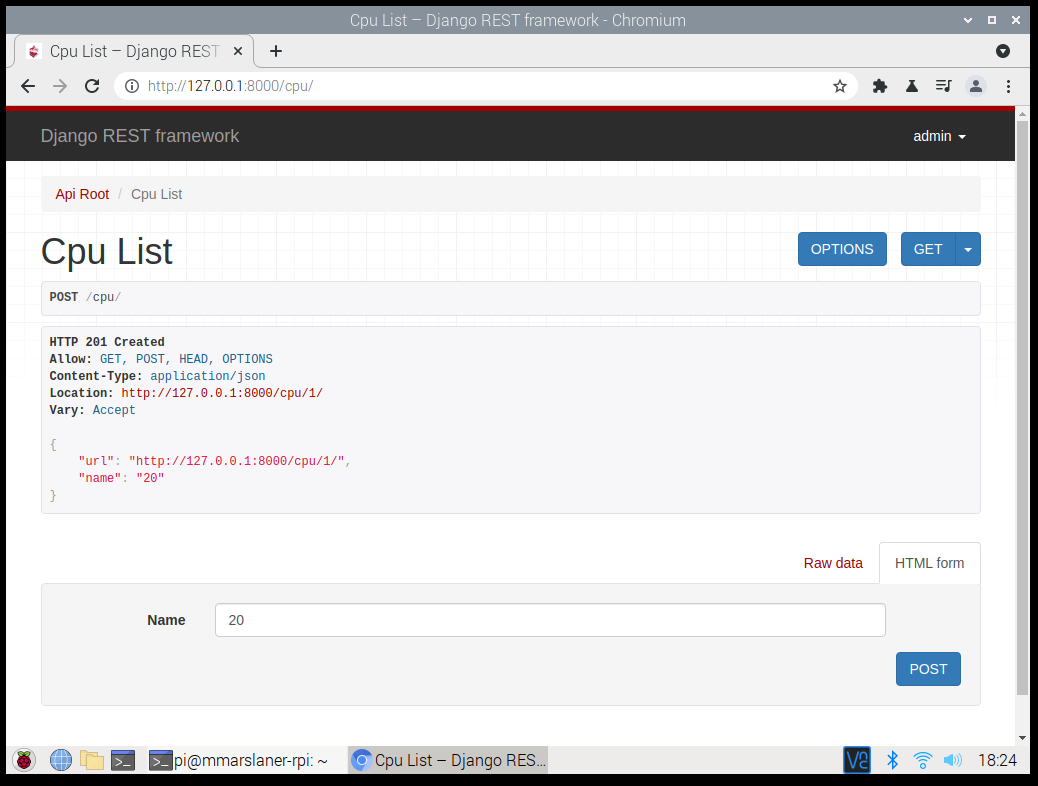 Cpu List – Django REST framework - Chromium
Cpu List – Django REST
http://127.0.0.1:8000/cpu/
Django REST framework
admin
Api Root / Cpu List
Cpu List
OPTIONS
GET
POST /cpu/
HTTP 201 Created
Allow: GET, POST, HEAD, OPTIONS
Content-Type: application/json
Location: http://127.0.0.1:8000/cpu/1/
Vary: Accept
{
"url": "http://127.0.0.1:8000/cpu/1/",
"name": "20"
}
Raw data
HTML form
Name
20
POST
>_
>_ pi@mmarslaner-rpi: ~
Cpu List – Django RES...
VNC
18:24